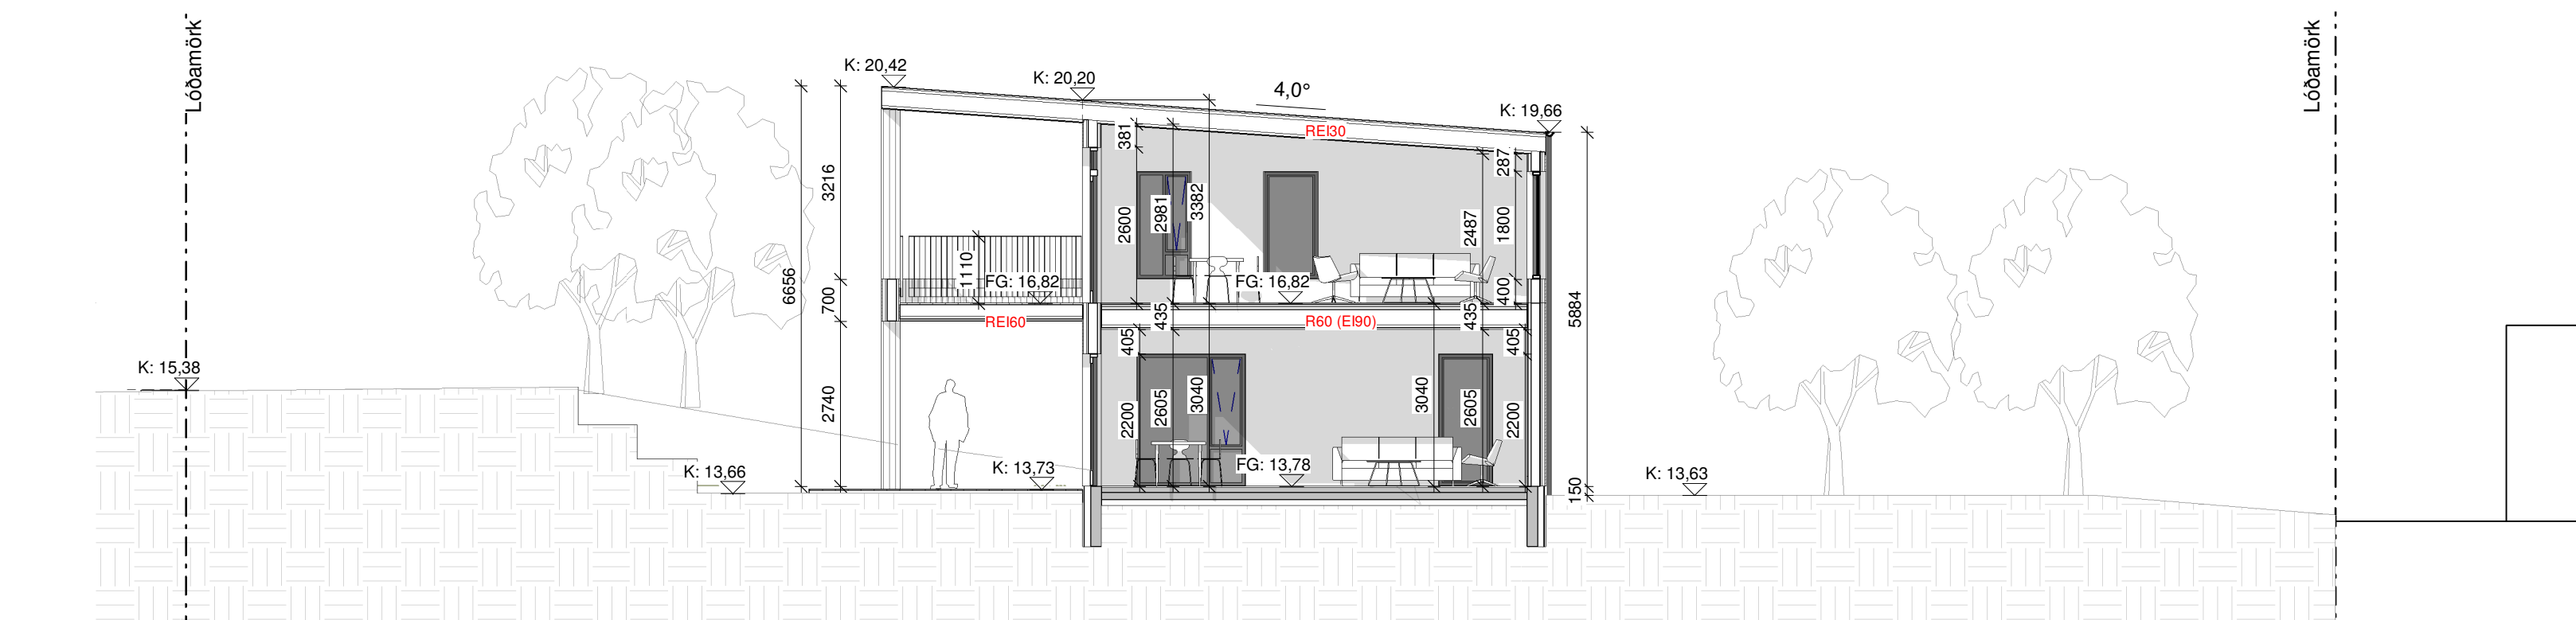 Lóðamörk
Lóðamörk
K: 20,42
K: 20,20
4,0°
K: 19,66
REI30
381
287
3216
3382
2981
2600
2487
1800
1110
FG: 16,82
FG: 16,82
6656
700
435
435
400
5884
REI60
R60 (EI90)
405
405
K: 15,38
2740
2200
2605
3040
3040
2605
2200
K: 13,66
K: 13,73
FG: 13,78
K: 13,63
150